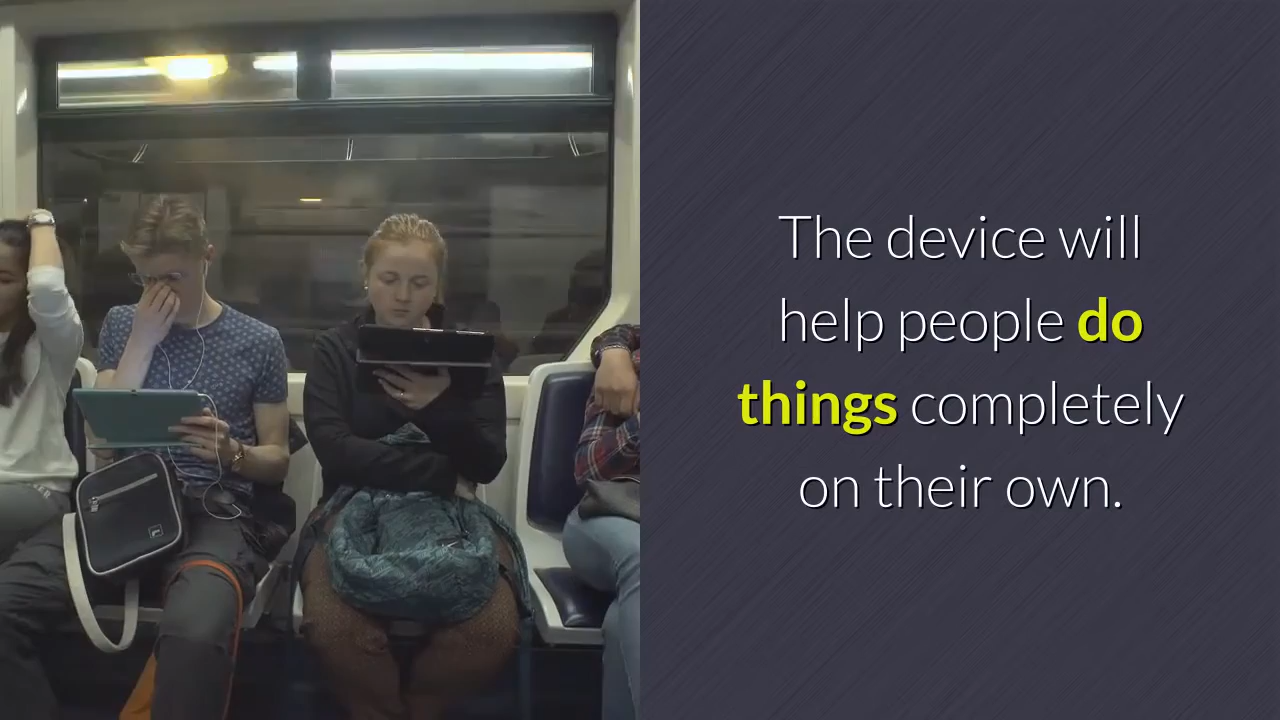 The device will
help people do
things completely
on their own.